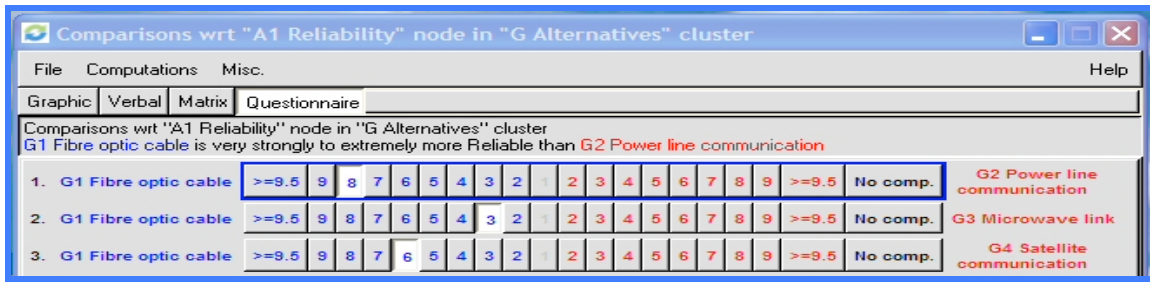 Comparisons wrt "A1 Reliability" node in "G Alternatives" cluster
File Computations Misc. Help
Graphic Verbal Matrix Questionnaire
Comparisons wrt "A1 Reliability" node in "G Alternatives" cluster
G1 Fibre optic cable is very strongly to extremely more Reliable than G2 Power line communication
1. G1 Fibre optic cable >=9.5 9 8 7 6 5 4 3 2 1 2 3 4 5 6 7 8 9 >=9.5 No comp. G2 Power line communication
2. G1 Fibre optic cable >=9.5 9 8 7 6 5 4 3 2 1 2 3 4 5 6 7 8 9 >=9.5 No comp. G3 Microwave link
3. G1 Fibre optic cable >=9.5 9 8 7 6 5 4 3 2 1 2 3 4 5 6 7 8 9 >=9.5 No comp. G4 Satellite communication